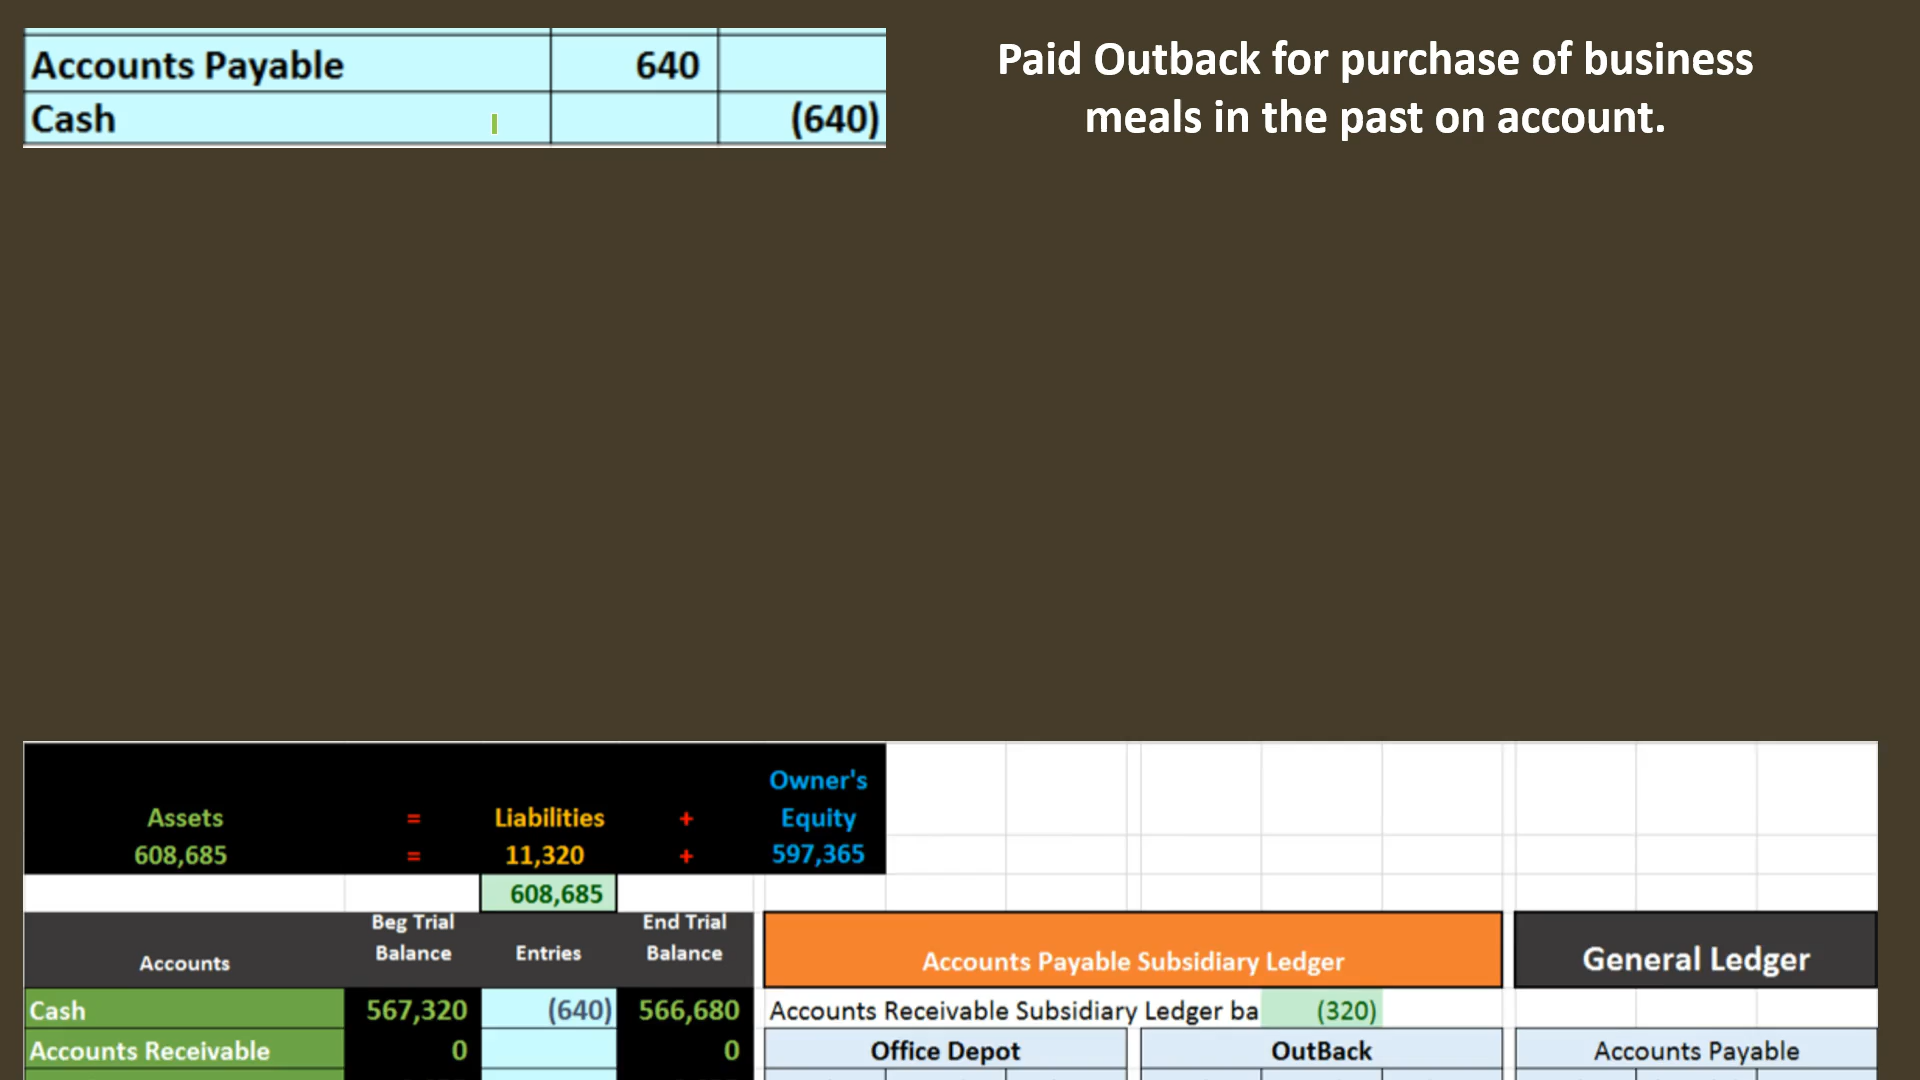 Accounts Payable 640
Cash (640)
Paid Outback for purchase of business
meals in the past on account.
Assets = Liabilities + Owner's Equity
608,685 = 11,320 + 597,365
608,685
Accounts Beg Trial Balance Entries End Trial Balance
Accounts Payable Subsidiary Ledger
General Ledger
Cash 567,320 (640) 566,680
Accounts Receivable Subsidiary Ledger ba (320)
Accounts Receivable 0 0
Office Depot OutBack Accounts Payable